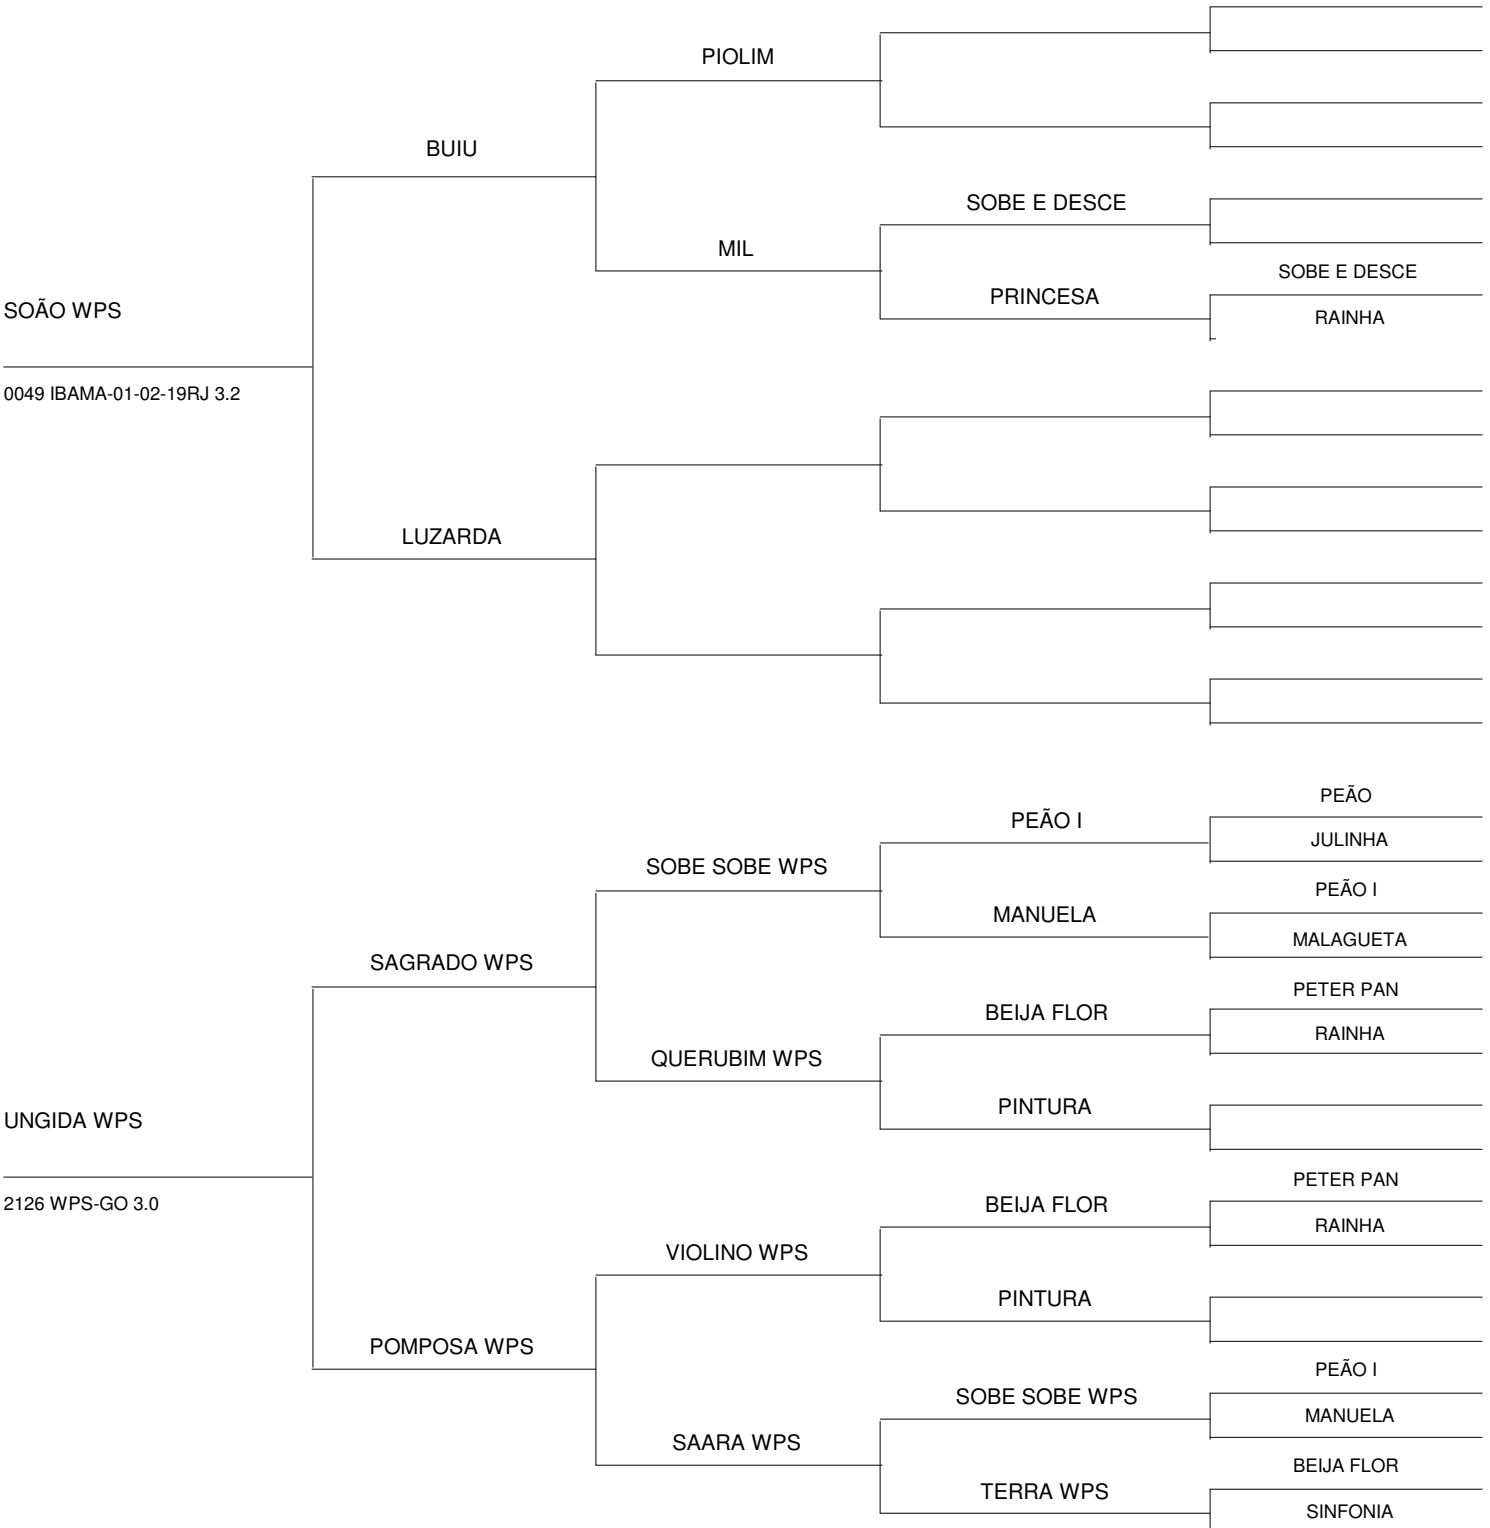 PIOLIM
BUIU
SOBE E DESCE
MIL
SOBE E DESCE
PRINCESA
SOÃO WPS
RAINHA
0049 IBAMA-01-02-19RJ 3.2
LUZARDA
PEÃO
PEÃO I
JULINHA
SOBE SOBE WPS
PEÃO I
MANUELA
MALAGUETA
SAGRADO WPS
PETER PAN
BEIJA FLOR
RAINHA
QUERUBIM WPS
PINTURA
UNGIDA WPS
PETER PAN
2126 WPS-GO 3.0
BEIJA FLOR
RAINHA
VIOLINO WPS
PINTURA
POMPOSA WPS
PEÃO I
SOBE SOBE WPS
MANUELA
SAARA WPS
BEIJA FLOR
TERRA WPS
SINFONIA